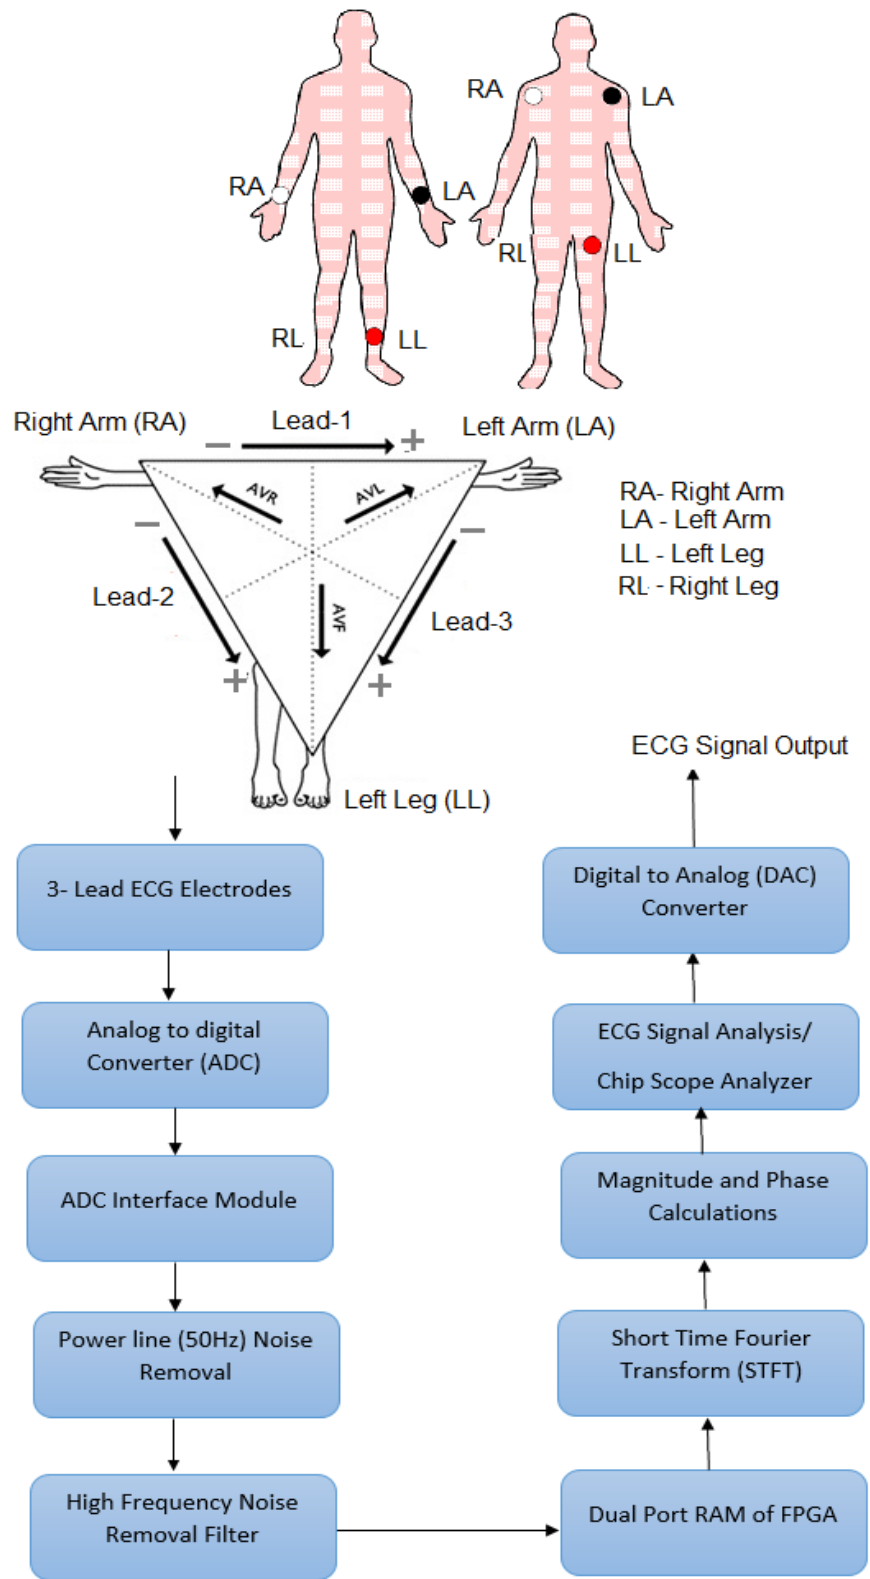 RA
LA
RA
LA
RL
LL
RL
LL
Right Arm (RA)
Lead-1
Left Arm (LA)
− +
AVR
AVL
− −
RA- Right Arm
LA - Left Arm
LL - Left Leg
RL - Right Leg
Lead-2
AVF
Lead-3
+ +
Left Leg (LL)
ECG Signal Output
3- Lead ECG Electrodes
Analog to digital
Converter (ADC)
ADC Interface Module
Power line (50Hz) Noise
Removal
High Frequency Noise
Removal Filter
Dual Port RAM of FPGA
Short Time Fourier
Transform (STFT)
Magnitude and Phase
Calculations
ECG Signal Analysis/
Chip Scope Analyzer
Digital to Analog (DAC)
Converter